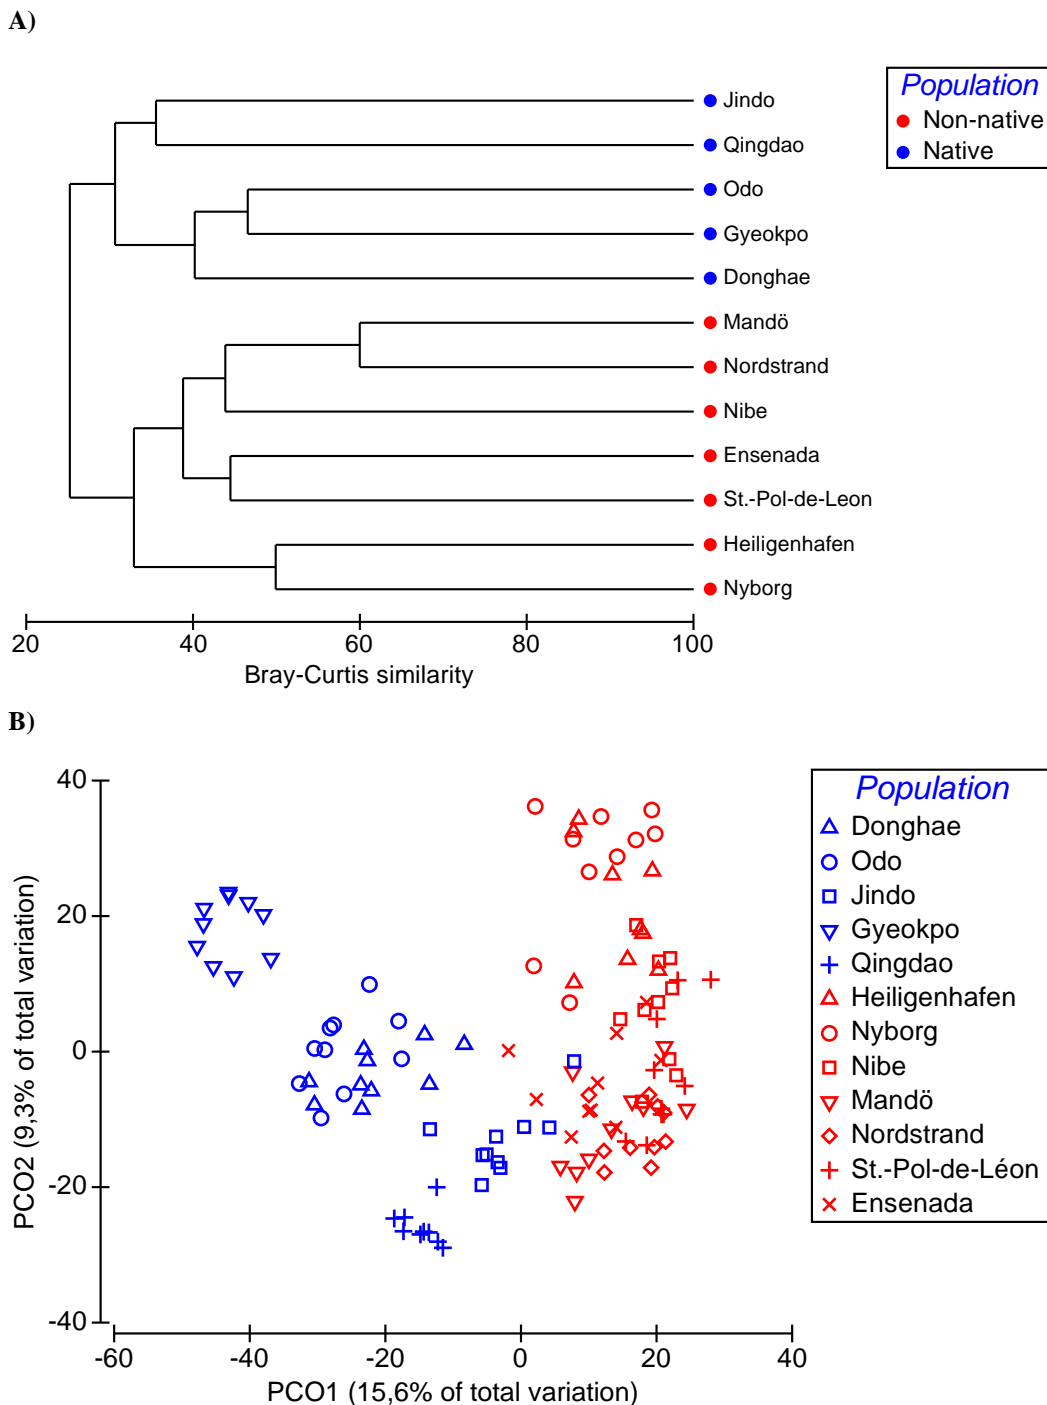 A)
Population
Non-native
Native
Jindo
Qingdao
Odo
Gyeokpo
Donghae
Mandö
Nordstrand
Nibe
Ensenada
St.-Pol-de-Leon
Heiligenhafen
Nyborg
20 40 60 80 100
Bray-Curtis similarity
B)
Population
Donghae
Odo
Jindo
Gyeokpo
Qingdao
Heiligenhafen
Nyborg
Nibe
Mandö
Nordstrand
St.-Pol-de-Léon
Ensenada
40
20
0
-20
-40
PCO2 (9,3% of total variation)
-60 -40 -20 0 20 40
PCO1 (15,6% of total variation)